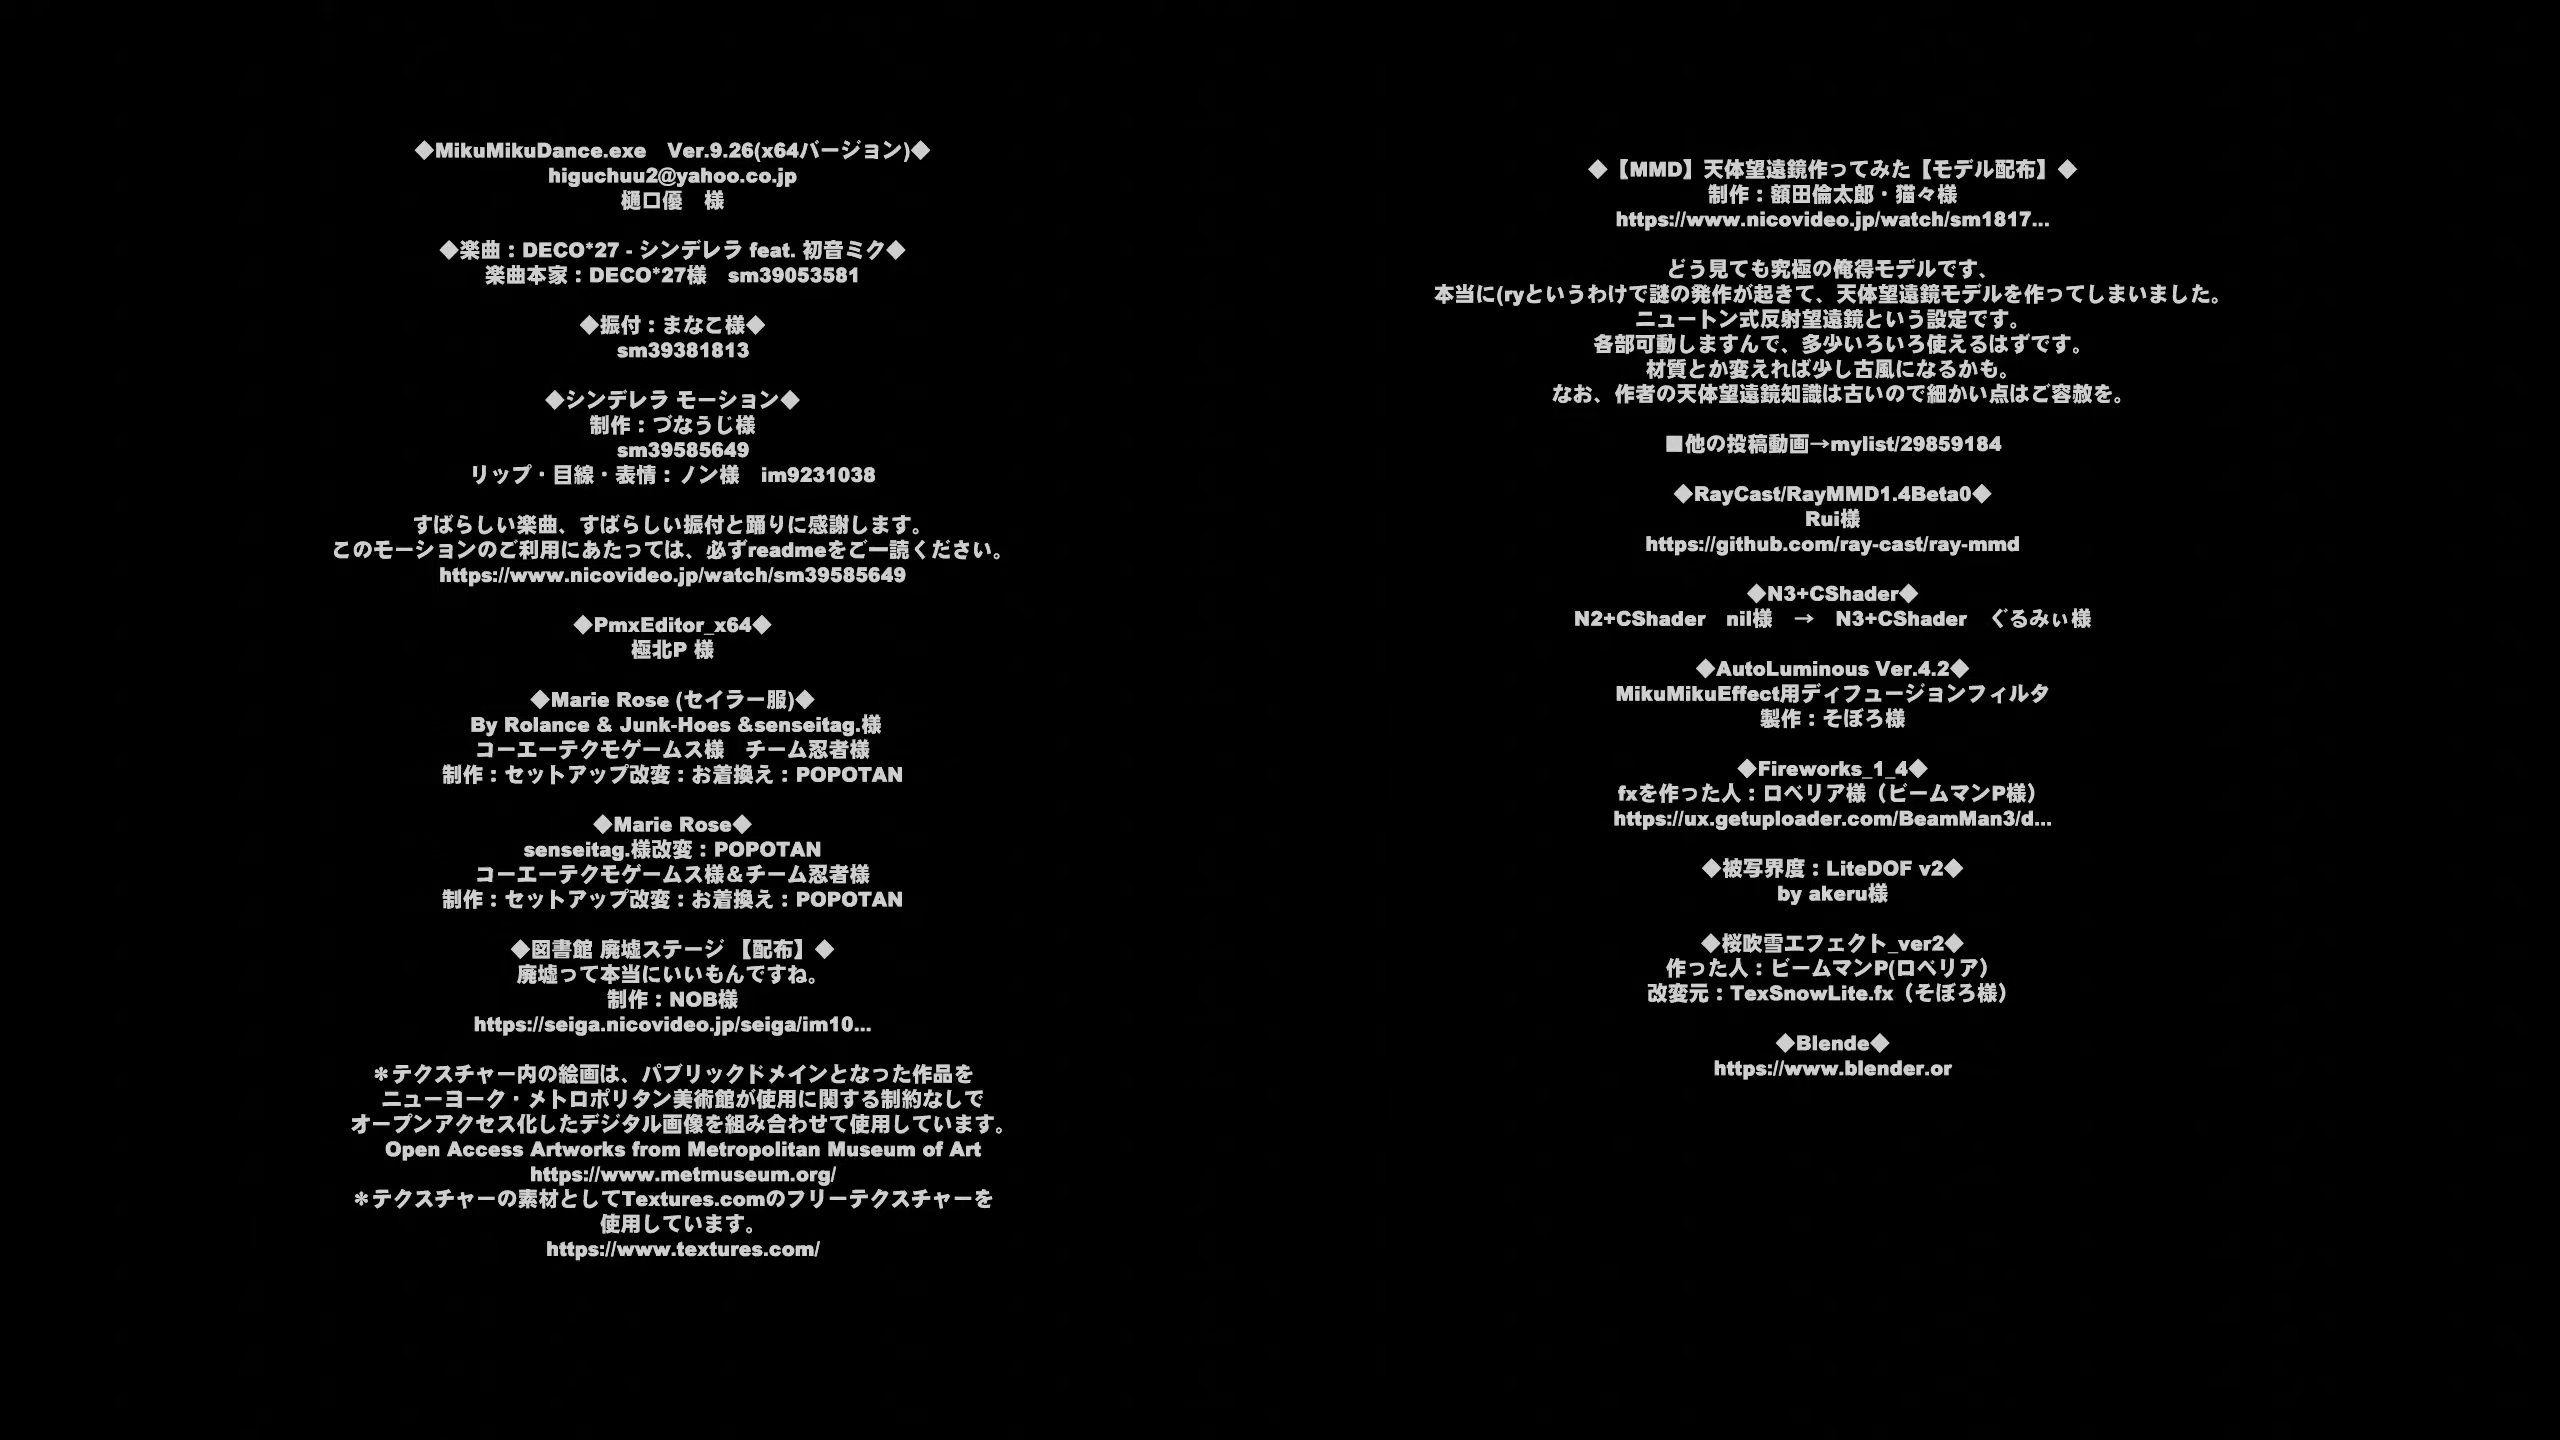 ◆MikuMikuDance.exe　Ver.9.26(x64バージョン)◆
higuchuu2@yahoo.co.jp
樋口優　様
◆楽曲：DECO*27 - シンデレラ feat. 初音ミク◆
楽曲本家：DECO*27様　sm39053581
◆振付：まなこ様◆
sm39381813
◆シンデレラ モーション◆
制作：づなうじ様
sm39585649
リップ・目線・表情：ノン様　im9231038
すばらしい楽曲、すばらしい振付と踊りに感謝します。
このモーションのご利用にあたっては、必ずreadmeをご一読ください。
https://www.nicovideo.jp/watch/sm39585649
◆PmxEditor_x64◆
極北P 様
◆Marie Rose (セイラー服)◆
By Rolance & Junk-Hoes &senseitag.様
コーエーテクモゲームス様　チーム忍者様
制作：セットアップ改変：お着換え：POPOTAN
◆Marie Rose◆
senseitag.様改変：POPOTAN
コーエーテクモゲームス様＆チーム忍者様
制作：セットアップ改変：お着換え：POPOTAN
◆図書館 廃墟ステージ 【配布】◆
廃墟って本当にいいもんですね。
制作：NOB様
https://seiga.nicovideo.jp/seiga/im10...
＊テクスチャー内の絵画は、パブリックドメインとなった作品を
ニューヨーク・メトロポリタン美術館が使用に関する制約なしで
オープンアクセス化したデジタル画像を組み合わせて使用しています。
Open Access Artworks from Metropolitan Museum of Art
https://www.metmuseum.org/
＊テクスチャーの素材としてTextures.comのフリーテクスチャーを
使用しています。
https://www.textures.com/
◆【MMD】天体望遠鏡作ってみた【モデル配布】◆
制作：額田倫太郎・猫々様
https://www.nicovideo.jp/watch/sm1817...
どう見ても究極の俺得モデルです、
本当に(ryというわけで謎の発作が起きて、天体望遠鏡モデルを作ってしまいました。
ニュートン式反射望遠鏡という設定です。
各部可動しますんで、多少いろいろ使えるはずです。
材質とか変えれば少し古風になるかも。
なお、作者の天体望遠鏡知識は古いので細かい点はご容赦を。
■他の投稿動画→mylist/29859184
◆RayCast/RayMMD1.4Beta0◆
Rui様
https://github.com/ray-cast/ray-mmd
◆N3+CShader◆
N2+CShader　nil様　→　N3+CShader　ぐるみぃ様
◆AutoLuminous Ver.4.2◆
MikuMikuEffect用ディフュージョンフィルタ
製作：そぼろ様
◆Fireworks_1_4◆
fxを作った人：ロベリア様（ビームマンP様）
https://ux.getuploader.com/BeamMan3/d...
◆被写界度：LiteDOF v2◆
by akeru様
◆桜吹雪エフェクト_ver2◆
作った人：ビームマンP(ロベリア）
改変元：TexSnowLite.fx（そぼろ様）
◆Blende◆
https://www.blender.or